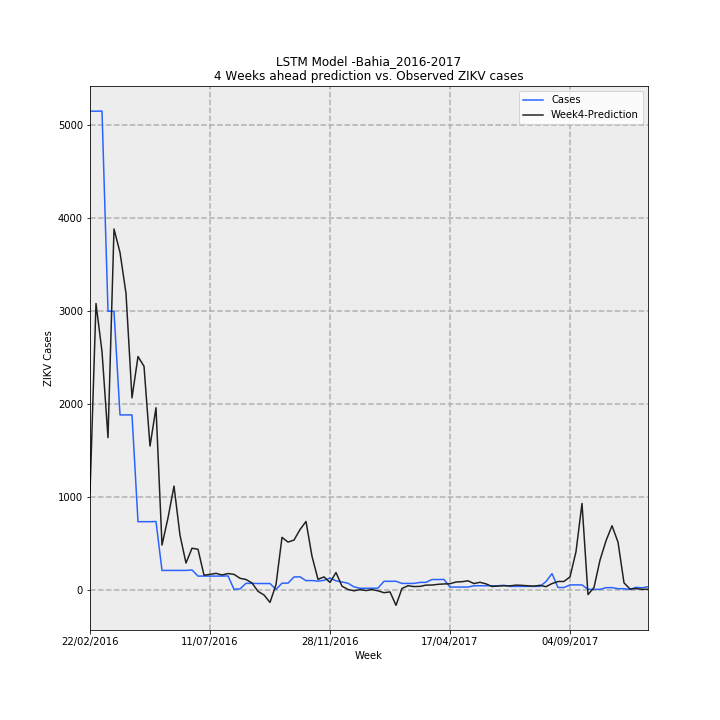 LSTM Model -Bahia_2016-2017
4 Weeks ahead prediction vs. Observed ZIKV cases
Cases
Week4-Prediction
5000
4000
3000
2000
1000
0
ZIKV Cases
22/02/2016
11/07/2016
28/11/2016
17/04/2017
04/09/2017
Week